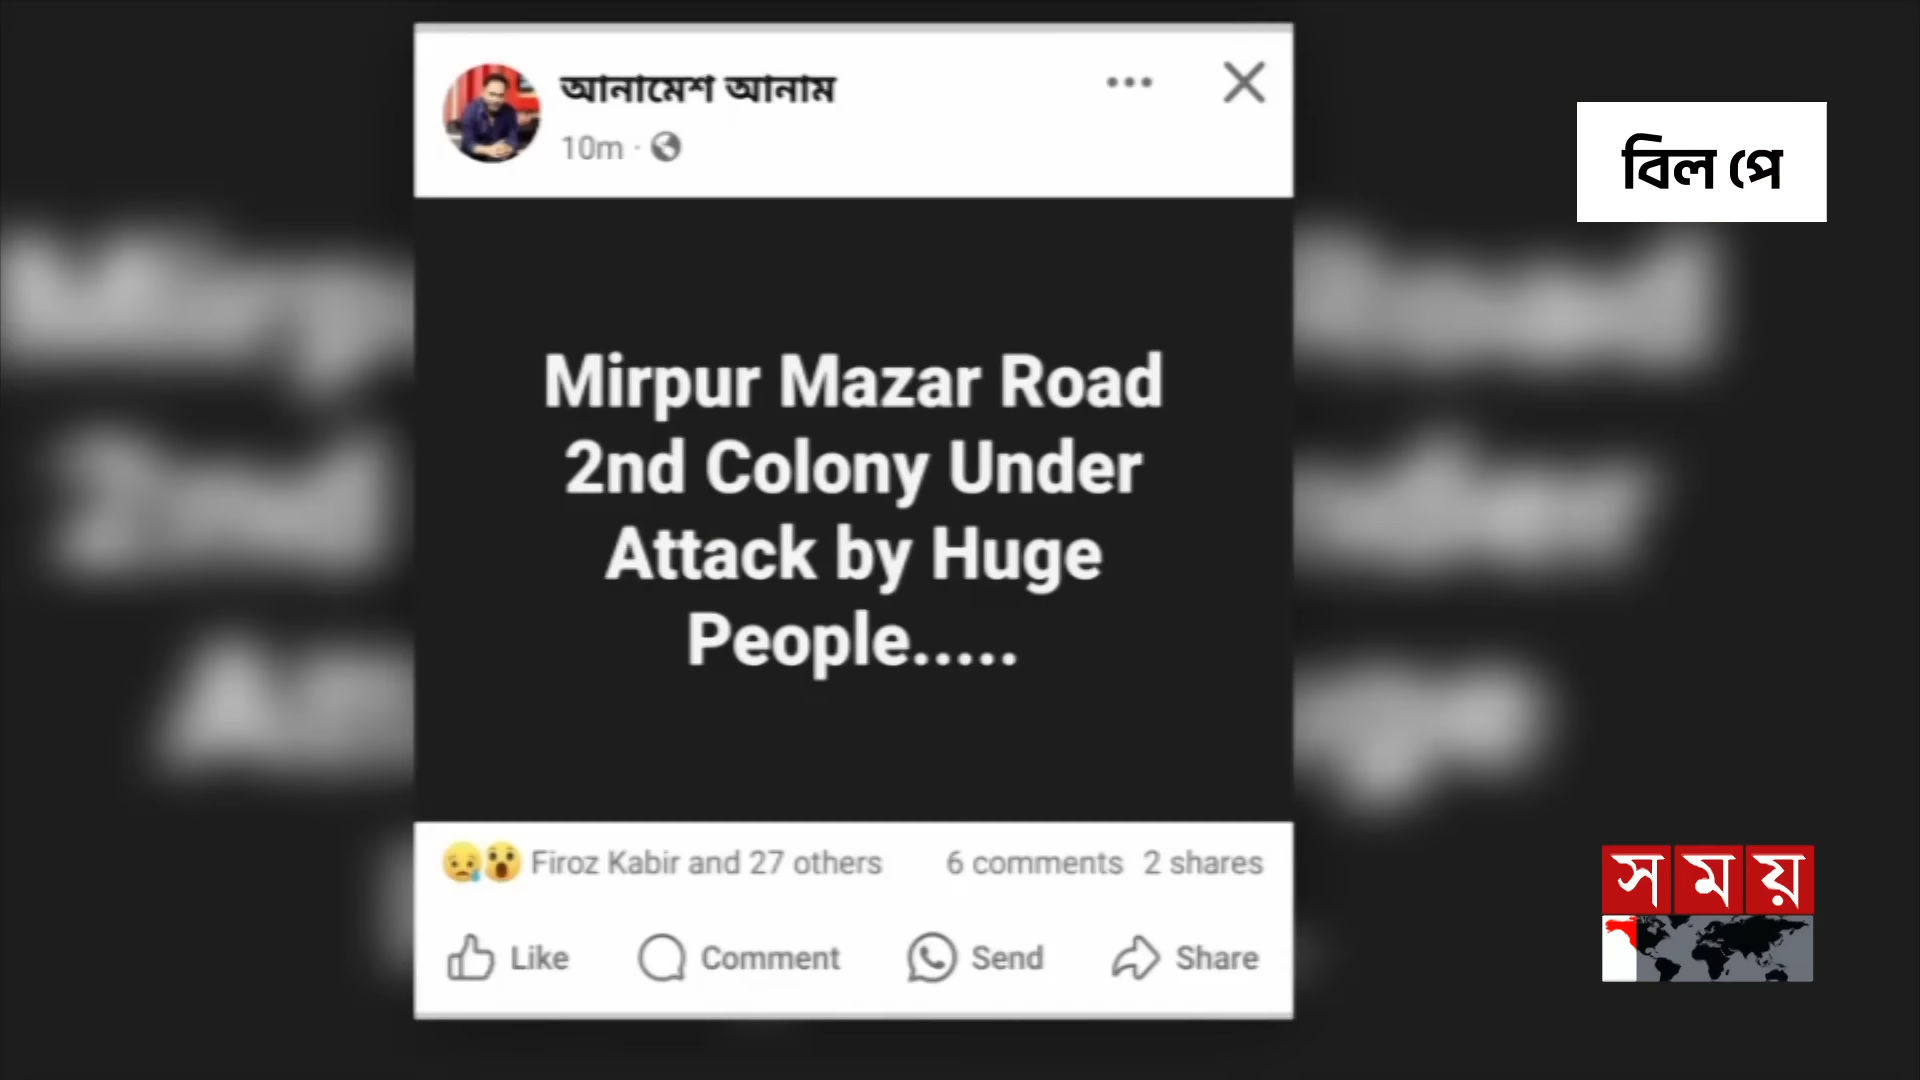 আনামেশ আনাম
10m
বিল পে
Mirpur Mazar Road
2nd Colony Under
Attack by Huge
People.....
Firoz Kabir and 27 others 6 comments 2 shares
Like Comment Send Share
সময়